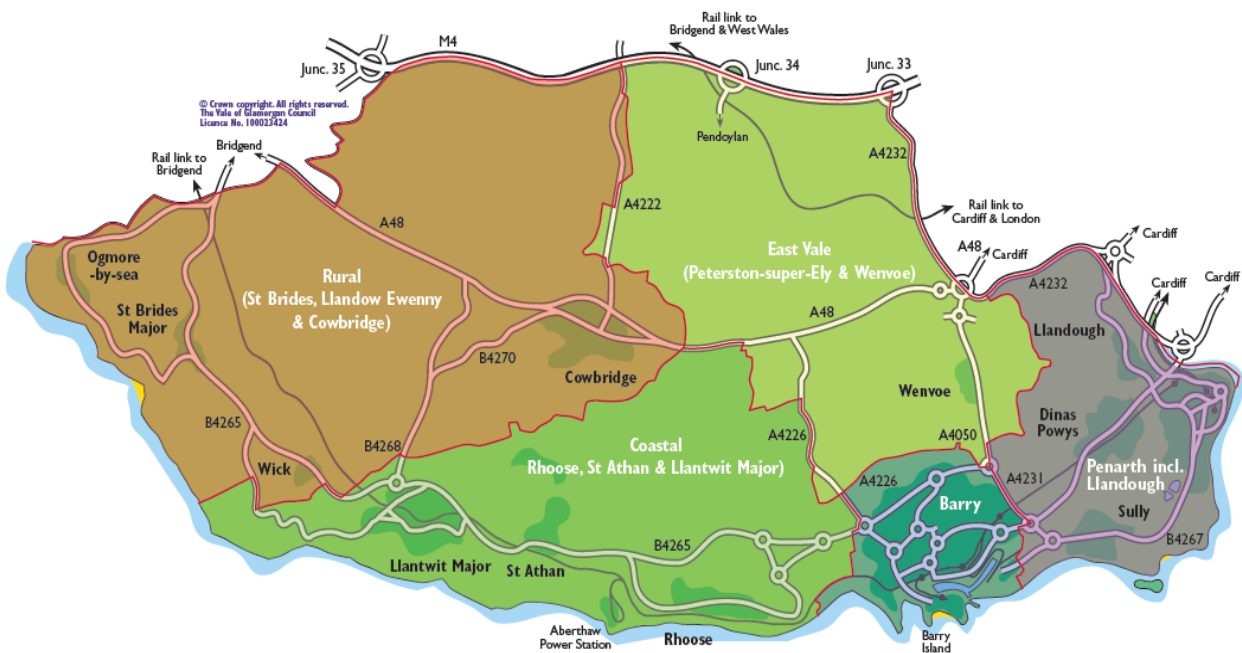 Rail link to
Bridgend & West Wales
M4
Junc. 35
Junc. 34
Junc. 33
© Crown copyright. All rights reserved.
The Vale of Glamorgan Council
Licence No. 100023424
Pendoylan
Bridgend
Rail link to
Bridgend
A4232
A4222
A48
Rail link to
Cardiff & London
A48
Cardiff
Cardiff
Cardiff
Cardiff
Ogmore
-by-sea
Rural
(St Brides, Llandow Ewenny
& Cowbridge)
East Vale
(Peterston-super-Ely & Wenvoe)
A4232
St Brides
Major
A48
Llandough
B4270
Cowbridge
Wenvoe
B4265
B4268
Wick
Coastal
Rhoose, St Athan & Llantwit Major)
A4226
A4050
Dinas
Powys
A4226
A4231
Penarth incl.
Llandough
Barry
Sully
B4265
B4267
Llantwit Major
St Athan
Aberthaw
Power Station
Rhoose
Barry
Island